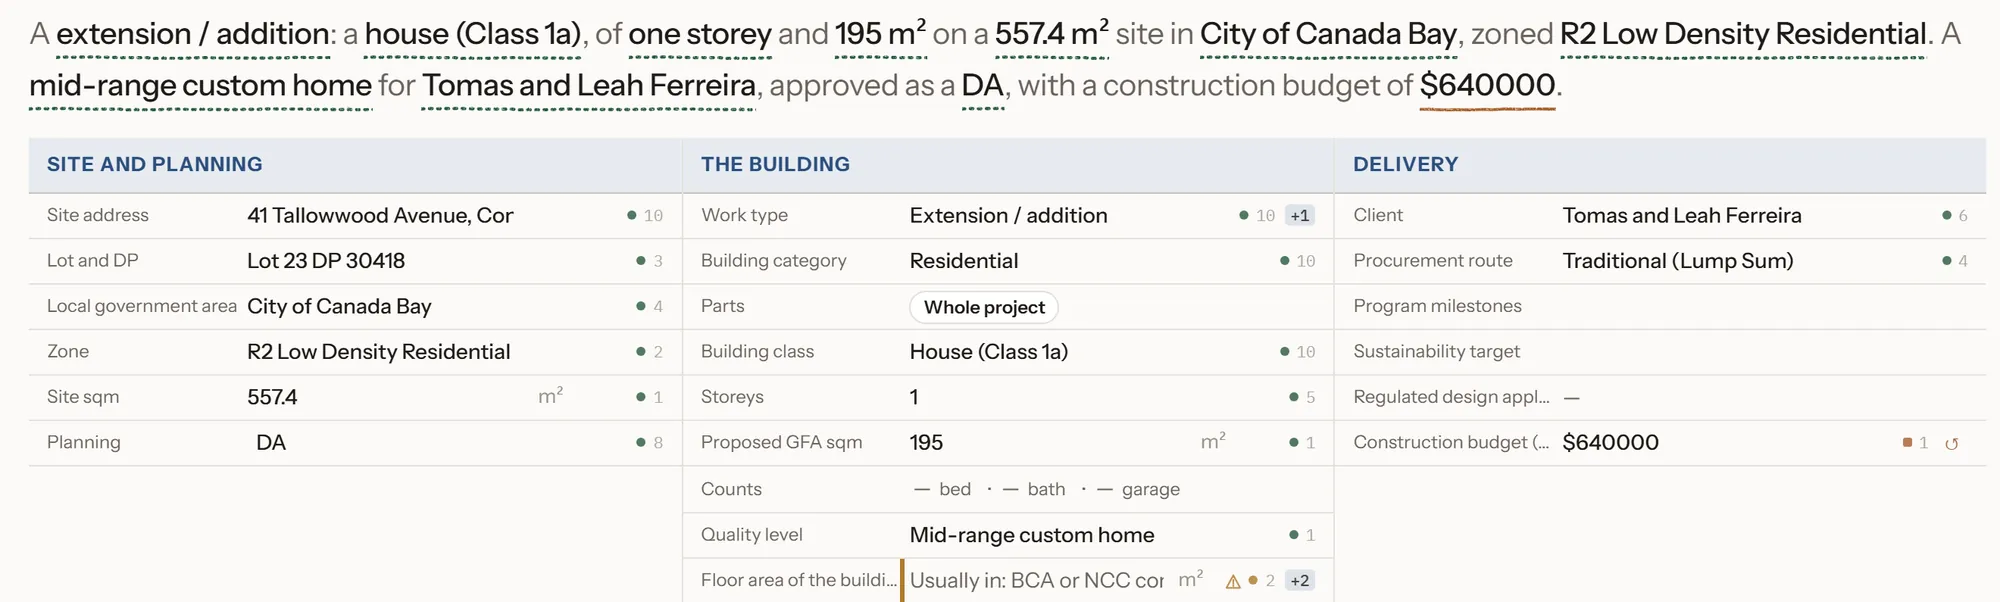 A extension / addition: a house (Class 1a), of one storey and 195 m² on a 557.4 m² site in City of Canada Bay, zoned R2 Low Density Residential. A
mid-range custom home for Tomas and Leah Ferreira, approved as a DA, with a construction budget of $640000.
SITE AND PLANNING
Site address 41 Tallowwood Avenue, Cor 10
Lot and DP Lot 23 DP 30418 3
Local government area City of Canada Bay 4
Zone R2 Low Density Residential 2
Site sqm 557.4 m² 1
Planning DA 8
THE BUILDING
Work type Extension / addition 10 +1
Building category Residential 10
Parts Whole project
Building class House (Class 1a) 10
Storeys 1 5
Proposed GFA sqm 195 m² 1
Counts — bed · — bath · — garage
Quality level Mid-range custom home 1
Floor area of the buildi... Usually in: BCA or NCC cor m² 2 +2
DELIVERY
Client Tomas and Leah Ferreira 6
Procurement route Traditional (Lump Sum) 4
Program milestones
Sustainability target
Regulated design appl... —
Construction budget (... $640000 1